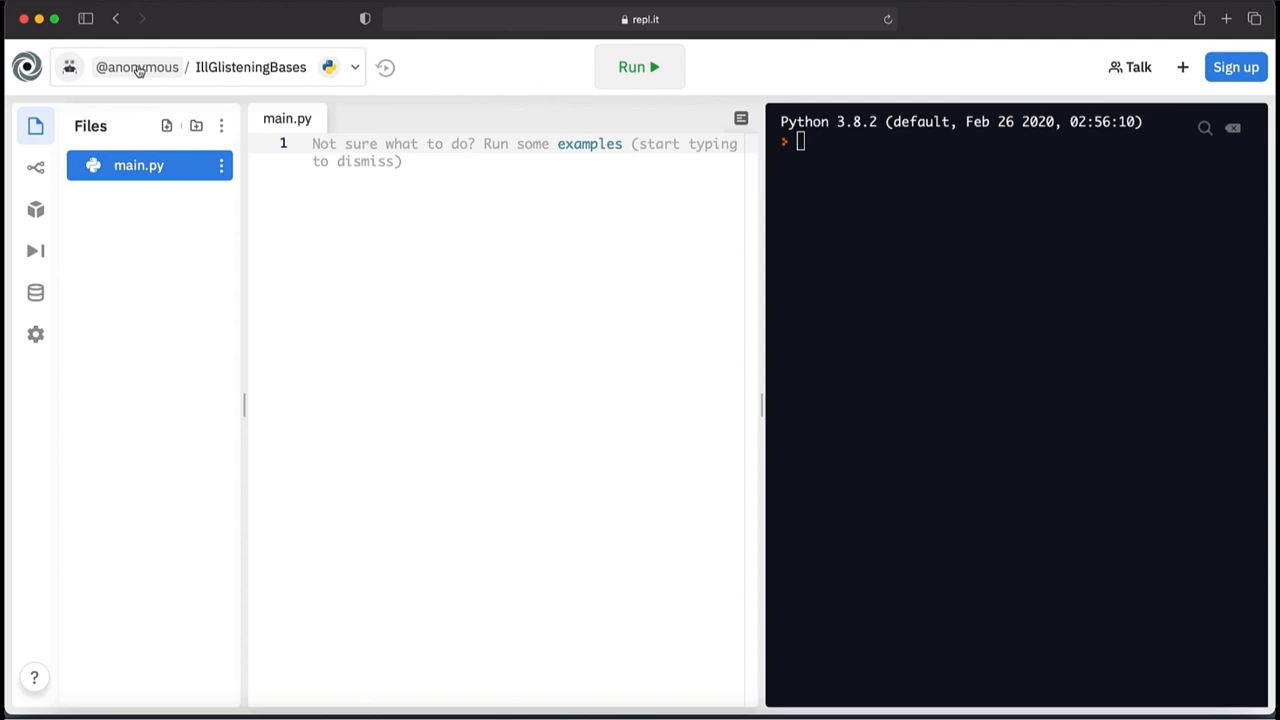 repl.it
@anonymous / IllGlisteningBases
Run
Talk
+
Sign up
Files
main.py
main.py
1 Not sure what to do? Run some examples (start typing
to dismiss)
Python 3.8.2 (default, Feb 26 2020, 02:56:10)
?